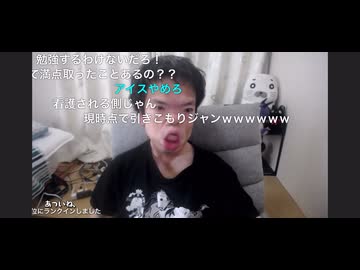 勉強するわけないだろ！
て満点取ったことあるの？？
アイスやめろ
看護される側じゃん
現時点で引きこもりジャンｗｗｗｗｗｗ
あついね。
位にランクインしました